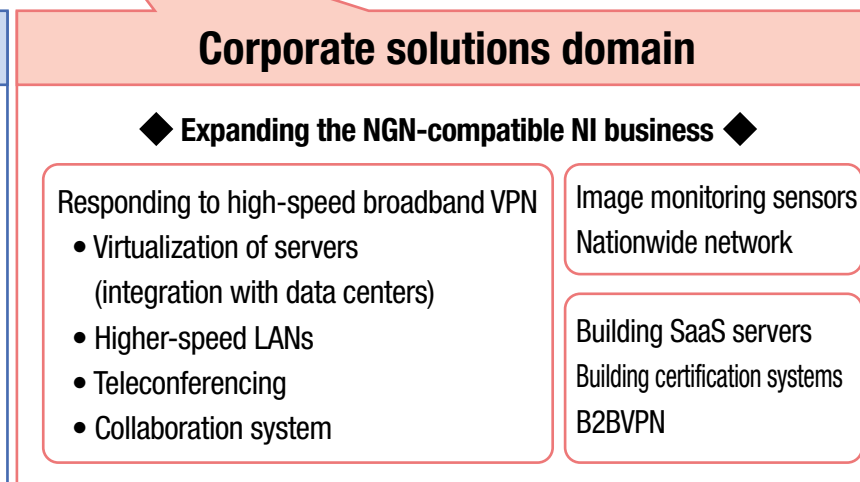 Corporate solutions domain
◆ Expanding the NGN-compatible NI business ◆
Responding to high-speed broadband VPN
• Virtualization of servers
(integration with data centers)
• Higher-speed LANs
• Teleconferencing
• Collaboration system
Image monitoring sensors
Nationwide network
Building SaaS servers
Building certification systems
B2BVPN